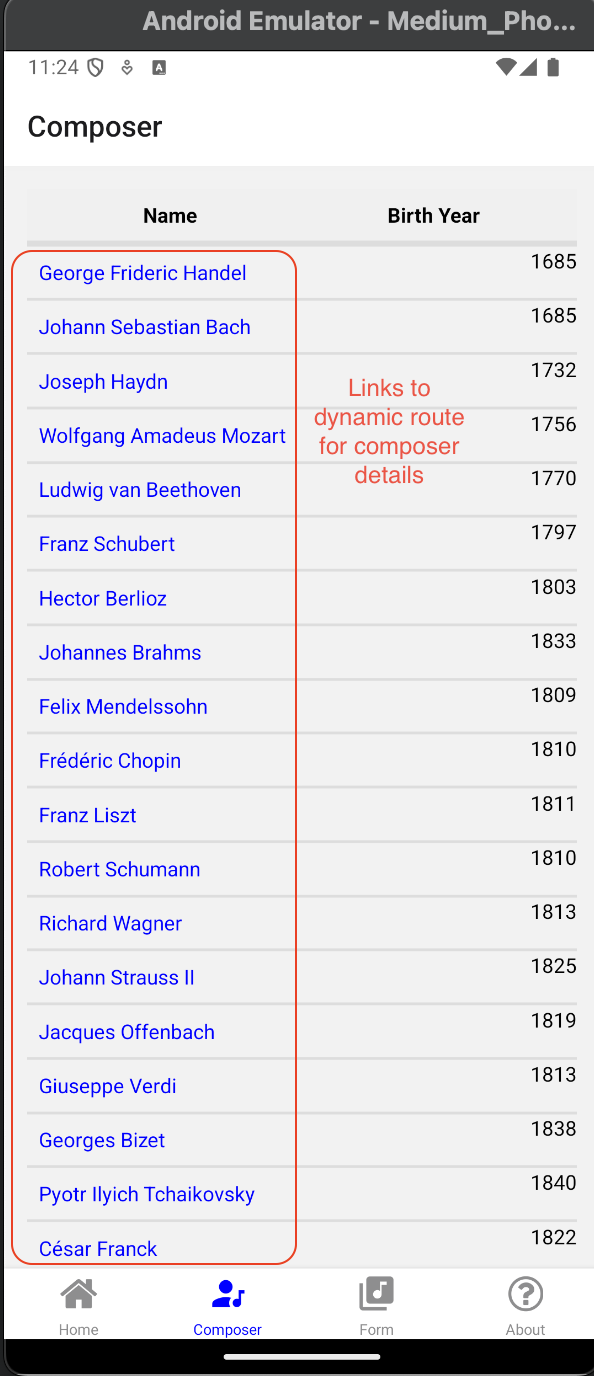 Android Emulator - Medium_Pho...
11:24
A
Composer
Name Birth Year
George Frideric Handel 1685
Johann Sebastian Bach 1685
Joseph Haydn 1732
Links to
dynamic route
for composer
details
Wolfgang Amadeus Mozart 1756
Ludwig van Beethoven 1770
Franz Schubert 1797
Hector Berlioz 1803
Johannes Brahms 1833
Felix Mendelssohn 1809
Frédéric Chopin 1810
Franz Liszt 1811
Robert Schumann 1810
Richard Wagner 1813
Johann Strauss II 1825
Jacques Offenbach 1819
Giuseppe Verdi 1813
Georges Bizet 1838
Pyotr Ilyich Tchaikovsky 1840
César Franck 1822
Home Composer Form About